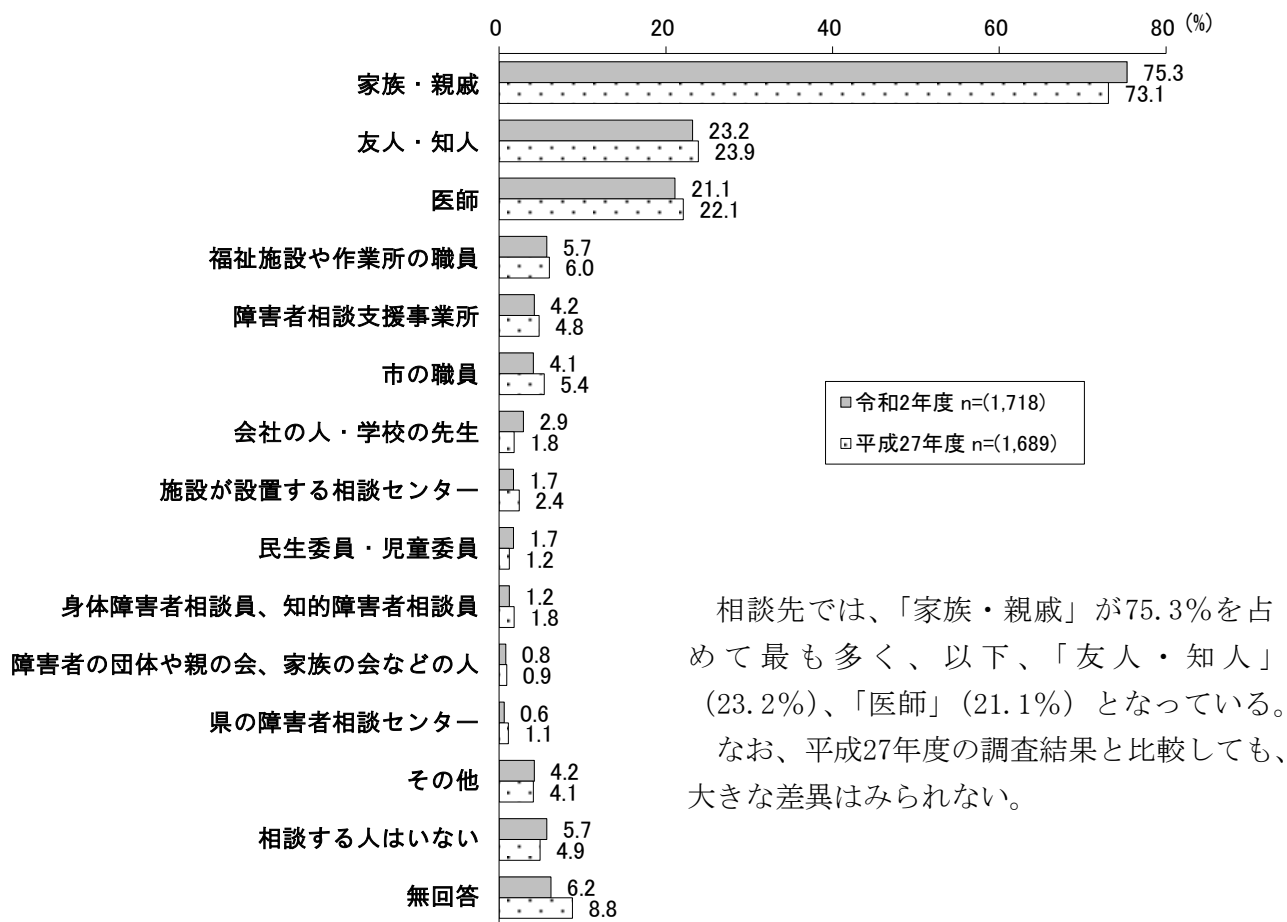 0 20 40 60 80 (%)
家族・親戚 75.3 73.1
友人・知人 23.2 23.9
医師 21.1 22.1
福祉施設や作業所の職員 5.7 6.0
障害者相談支援事業所 4.2 4.8
市の職員 4.1 5.4
会社の人・学校の先生 2.9 1.8
施設が設置する相談センター 1.7 2.4
民生委員・児童委員 1.7 1.2
身体障害者相談員、知的障害者相談員 1.2 1.8
障害者の団体や親の会、家族の会などの人 0.8 0.9
県の障害者相談センター 0.6 1.1
その他 4.2 4.1
相談する人はいない 5.7 4.9
無回答 6.2 8.8
令和2年度 n=(1,718)
平成27年度 n=(1,689)
相談先では、「家族・親戚」が75.3%を占
めて最も多く、以下、「友人・知人」
(23.2%)、「医師」(21.1%) となっている。
なお、平成27年度の調査結果と比較しても、
大きな差異はみられない。